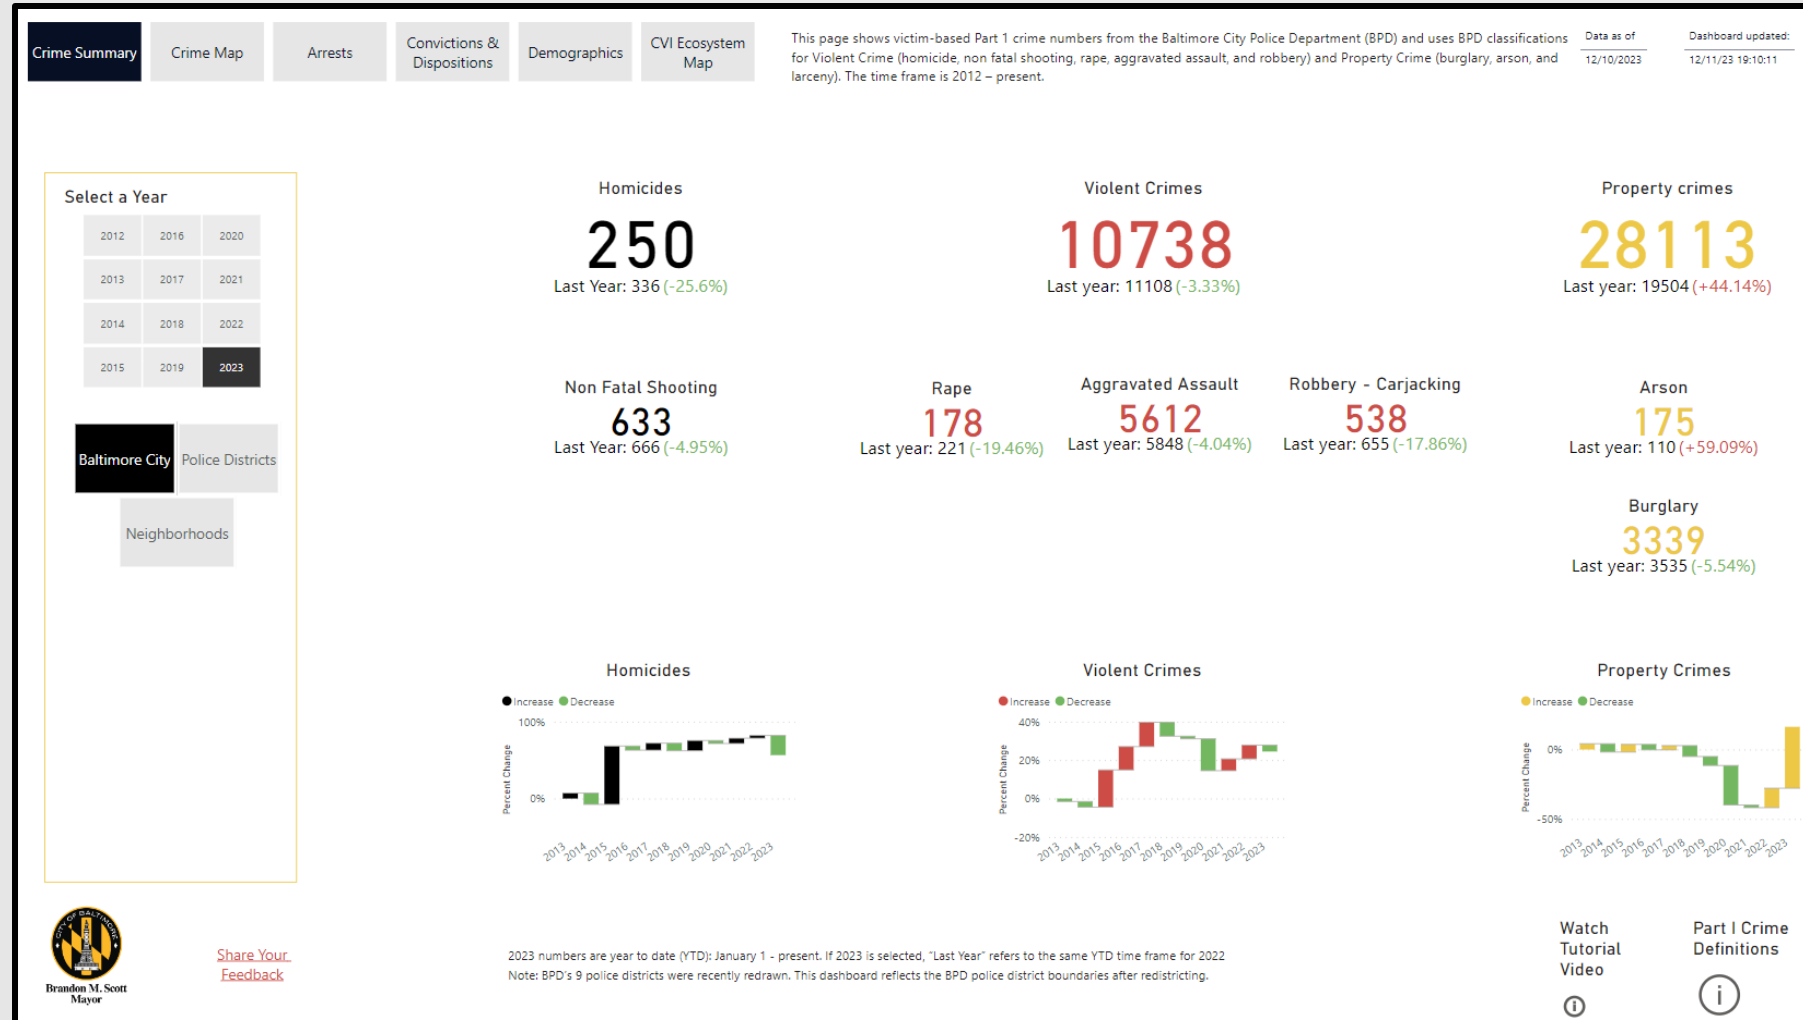 Crime Summary
Crime Map
Arrests
Convictions &
Dispositions
Demographics
CVI Ecosystem
Map
This page shows victim-based Part 1 crime numbers from the Baltimore City Police Department (BPD) and uses BPD classifications
for Violent Crime (homicide, non fatal shooting, rape, aggravated assault, and robbery) and Property Crime (burglary, arson, and
larceny). The time frame is 2012 – present.
Data as of
12/10/2023
Dashboard updated:
12/11/23 19:10:11
Select a Year
2012 2016 2020
2013 2017 2021
2014 2018 2022
2015 2019 2023
Baltimore City
Police Districts
Neighborhoods
Homicides
250
Last Year: 336 (-25.6%)
Violent Crimes
10738
Last year: 11108 (-3.33%)
Property crimes
28113
Last year: 19504 (+44.14%)
Non Fatal Shooting
633
Last Year: 666 (-4.95%)
Rape
178
Last year: 221 (-19.46%)
Aggravated Assault
5612
Last year: 5848 (-4.04%)
Robbery - Carjacking
538
Last year: 655 (-17.86%)
Arson
175
Last year: 110 (+59.09%)
Burglary
3339
Last year: 3535 (-5.54%)
Homicides
Increase Decrease
Percent Change
100%
0%
2013 2014 2015 2016 2017 2018 2019 2020 2021 2022 2023
Violent Crimes
Increase Decrease
Percent Change
40%
20%
0%
-20%
2013 2014 2015 2016 2017 2018 2019 2020 2021 2022 2023
Property Crimes
Increase Decrease
Percent Change
0%
-50%
2013 2014 2015 2016 2017 2018 2019 2020 2021 2022 2023
CITY OF BALTIMORE
Brandon M. Scott
Mayor
Share Your
Feedback
2023 numbers are year to date (YTD): January 1 - present. If 2023 is selected, "Last Year" refers to the same YTD time frame for 2022
Note: BPD's 9 police districts were recently redrawn. This dashboard reflects the BPD police district boundaries after redistricting.
Watch
Tutorial
Video
Part I Crime
Definitions